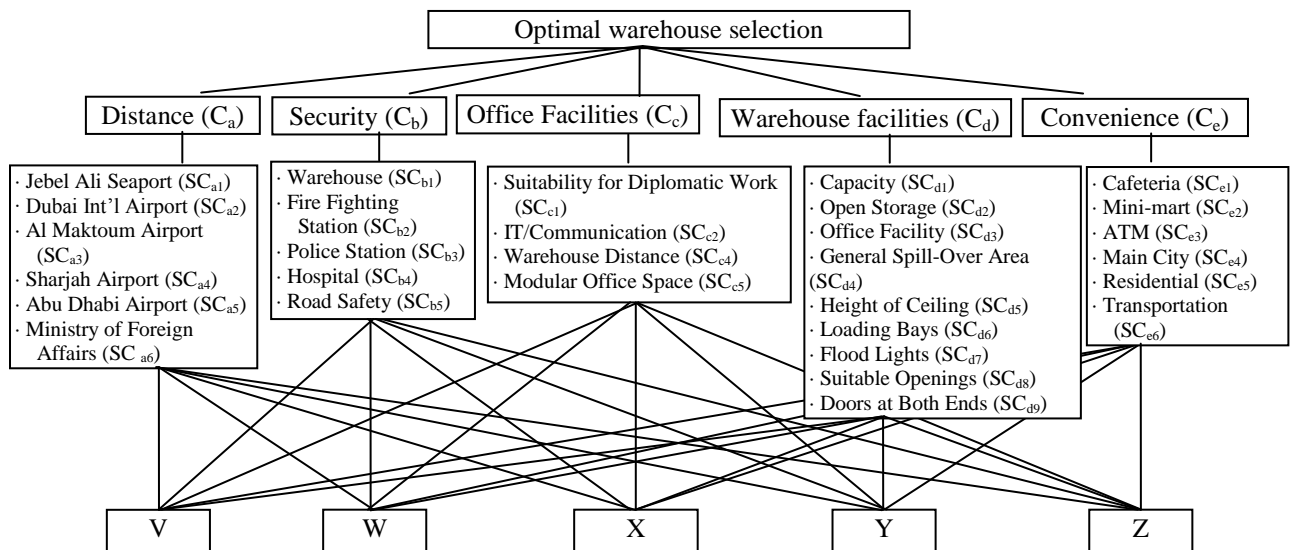 Optimal warehouse selection
Distance (Ca)
Security (Cb)
Office Facilities (Cc)
Warehouse facilities (Cd)
Convenience (Ce)
· Jebel Ali Seaport (SCa1)
· Dubai Int’l Airport (SCa2)
· Al Maktoum Airport
(SCa3)
· Sharjah Airport (SCa4)
· Abu Dhabi Airport (SCa5)
· Ministry of Foreign
Affairs (SC a6)
· Warehouse (SCb1)
· Fire Fighting
Station (SCb2)
· Police Station (SCb3)
· Hospital (SCb4)
· Road Safety (SCb5)
· Suitability for Diplomatic Work
(SCc1)
· IT/Communication (SCc2)
· Warehouse Distance (SCc4)
· Modular Office Space (SCc5)
· Capacity (SCd1)
· Open Storage (SCd2)
· Office Facility (SCd3)
· General Spill-Over Area
(SCd4)
· Height of Ceiling (SCd5)
· Loading Bays (SCd6)
· Flood Lights (SCd7)
· Suitable Openings (SCd8)
· Doors at Both Ends (SCd9)
· Cafeteria (SCe1)
· Mini-mart (SCe2)
· ATM (SCe3)
· Main City (SCe4)
· Residential (SCe5)
· Transportation
(SCe6)
V
W
X
Y
Z